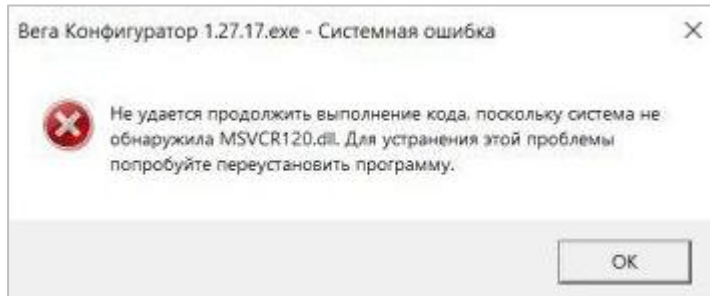 Вега Конфигуратор 1.27.17.exe - Системная ошибка
Не удается продолжить выполнение кода, поскольку система не
обнаружила MSVCR120.dll. Для устранения этой проблемы
попробуйте переустановить программу.
OK